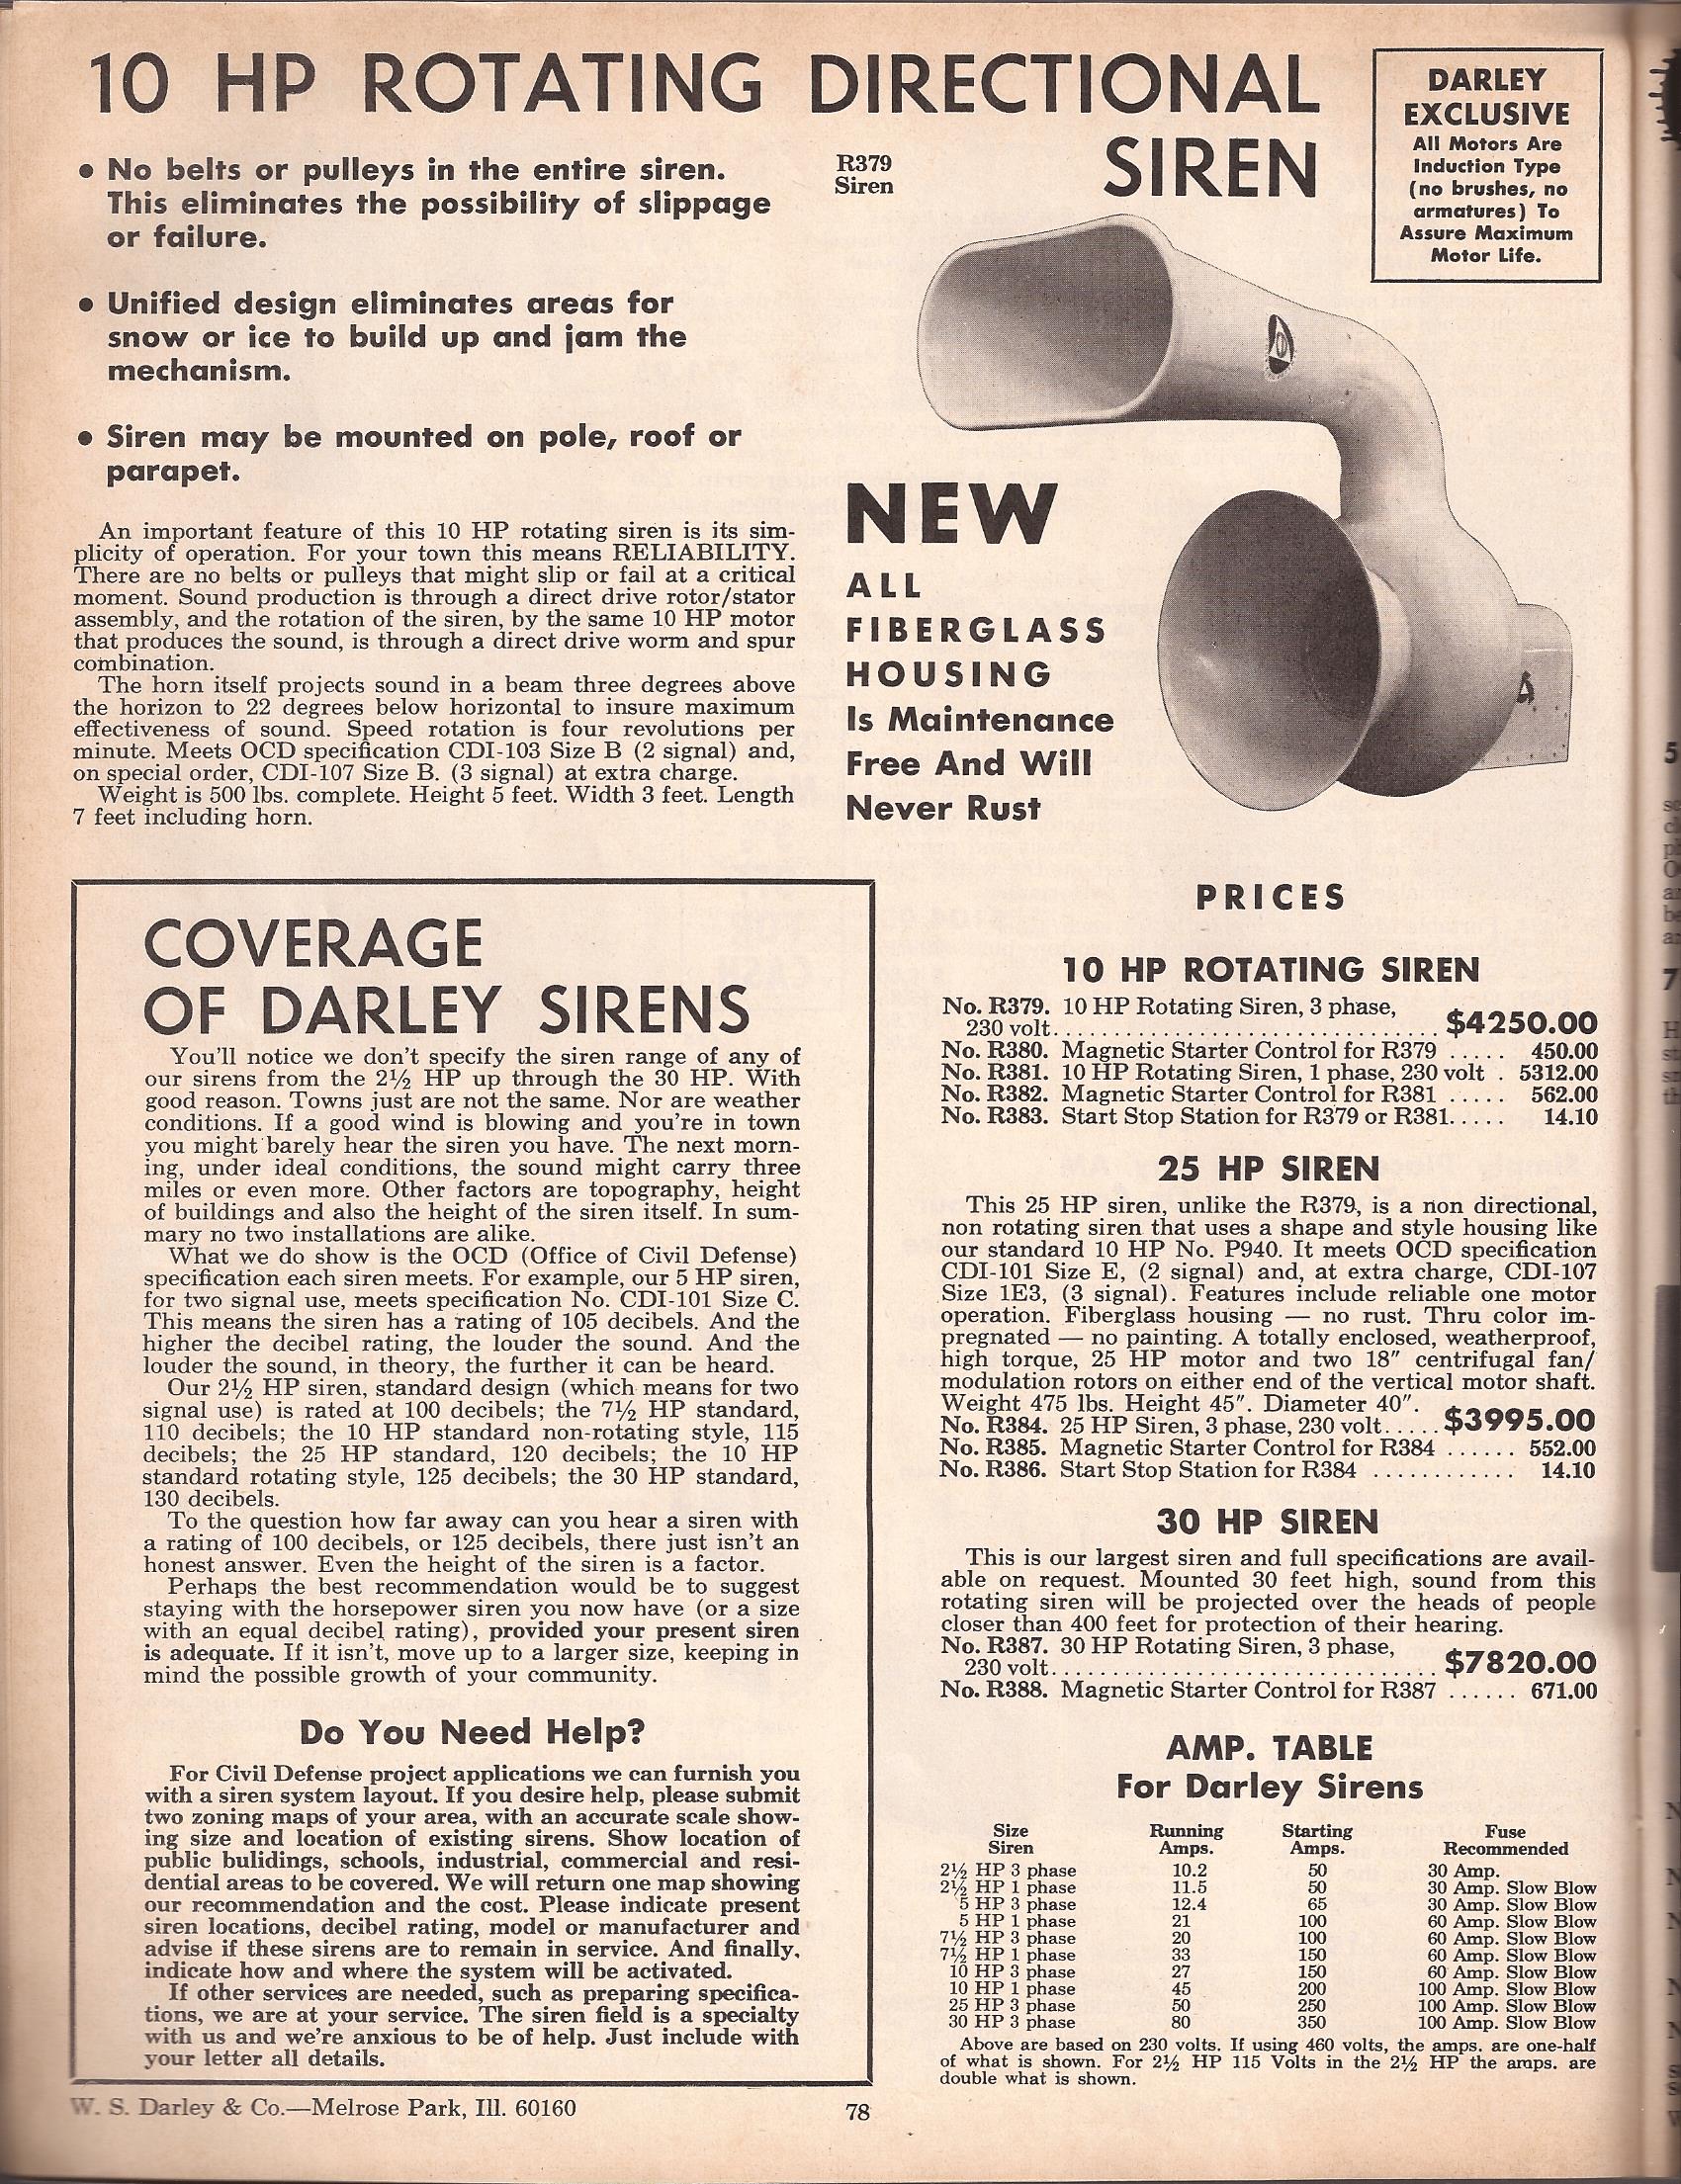 10 HP ROTATING DIRECTIONAL
SIREN
R379
Siren
DARLEY
EXCLUSIVE
All Motors Are
Induction Type
(no brushes, no
armatures) To
Assure Maximum
Motor Life.
• No belts or pulleys in the entire siren.
This eliminates the possibility of slippage
or failure.
• Unified design eliminates areas for
snow or ice to build up and jam the
mechanism.
• Siren may be mounted on pole, roof or
parapet.
An important feature of this 10 HP rotating siren is its sim-
plicity of operation. For your town this means RELIABILITY.
There are no belts or pulleys that might slip or fail at a critical
moment. Sound production is through a direct drive rotor/stator
assembly, and the rotation of the siren, by the same 10 HP motor
that produces the sound, is through a direct drive worm and spur
combination.
The horn itself projects sound in a beam three degrees above
the horizon to 22 degrees below horizontal to insure maximum
effectiveness of sound. Speed rotation is four revolutions per
minute. Meets OCD specification CDI-103 Size B (2 signal) and,
on special order, CDI-107 Size B. (3 signal) at extra charge.
Weight is 500 lbs. complete. Height 5 feet. Width 3 feet. Length
7 feet including horn.
NEW
ALL
FIBERGLASS
HOUSING
Is Maintenance
Free And Will
Never Rust
COVERAGE
OF DARLEY SIRENS
You'll notice we don't specify the siren range of any of
our sirens from the 2½ HP up through the 30 HP. With
good reason. Towns just are not the same. Nor are weather
conditions. If a good wind is blowing and you're in town
you might barely hear the siren you have. The next morn-
ing, under ideal conditions, the sound might carry three
miles or even more. Other factors are topography, height
of buildings and also the height of the siren itself. In sum-
mary no two installations are alike.
What we do show is the OCD (Office of Civil Defense)
specification each siren meets. For example, our 5 HP siren,
for two signal use, meets specification No. CDI-101 Size C.
This means the siren has a rating of 105 decibels. And the
higher the decibel rating, the louder the sound. And the
louder the sound, in theory, the further it can be heard.
Our 2½ HP siren, standard design (which means for two
signal use) is rated at 100 decibels; the 7½ HP standard,
110 decibels; the 10 HP standard non-rotating style, 115
decibels; the 25 HP standard, 120 decibels; the 10 HP
standard rotating style, 125 decibels; the 30 HP standard,
130 decibels.
To the question how far away can you hear a siren with
a rating of 100 decibels, or 125 decibels, there just isn't an
honest answer. Even the height of the siren is a factor.
Perhaps the best recommendation would be to suggest
staying with the horsepower siren you now have (or a size
with an equal decibel rating), provided your present siren
is adequate. If it isn't, move up to a larger size, keeping in
mind the possible growth of your community.
Do You Need Help?
For Civil Defense project applications we can furnish you
with a siren system layout. If you desire help, please submit
two zoning maps of your area, with an accurate scale show-
ing size and location of existing sirens. Show location of
public bulidings, schools, industrial, commercial and resi-
dential areas to be covered. We will return one map showing
our recommendation and the cost. Please indicate present
siren locations, decibel rating, model or manufacturer and
advise if these sirens are to remain in service. And finally,
indicate how and where the system will be activated.
If other services are needed, such as preparing specifica-
tions, we are at your service. The siren field is a specialty
with us and we're anxious to be of help. Just include with
your letter all details.
PRICES
10 HP ROTATING SIREN
No. R379. 10 HP Rotating Siren, 3 phase,
230 volt................................ $4250.00
No. R380. Magnetic Starter Control for R379 ..... 450.00
No. R381. 10 HP Rotating Siren, 1 phase, 230 volt . 5312.00
No. R382. Magnetic Starter Control for R381 ..... 562.00
No. R383. Start Stop Station for R379 or R381..... 14.10
25 HP SIREN
This 25 HP siren, unlike the R379, is a non directional,
non rotating siren that uses a shape and style housing like
our standard 10 HP No. P940. It meets OCD specification
CDI-101 Size E, (2 signal) and, at extra charge, CDI-107
Size 1E3, (3 signal). Features include reliable one motor
operation. Fiberglass housing — no rust. Thru color im-
pregnated — no painting. A totally enclosed, weatherproof,
high torque, 25 HP motor and two 18″ centrifugal fan/
modulation rotors on either end of the vertical motor shaft.
Weight 475 lbs. Height 45″. Diameter 40″.
No. R384. 25 HP Siren, 3 phase, 230 volt..... $3995.00
No. R385. Magnetic Starter Control for R384 ...... 552.00
No. R386. Start Stop Station for R384 ............ 14.10
30 HP SIREN
This is our largest siren and full specifications are avail-
able on request. Mounted 30 feet high, sound from this
rotating siren will be projected over the heads of people
closer than 400 feet for protection of their hearing.
No. R387. 30 HP Rotating Siren, 3 phase,
230 volt................................ $7820.00
No. R388. Magnetic Starter Control for R387 ...... 671.00
AMP. TABLE
For Darley Sirens
Size Running Starting Fuse
Siren Amps. Amps. Recommended
2½ HP 3 phase 10.2 50 30 Amp.
2½ HP 1 phase 11.5 50 30 Amp. Slow Blow
5 HP 3 phase 12.4 65 30 Amp. Slow Blow
5 HP 1 phase 21 100 60 Amp. Slow Blow
7½ HP 3 phase 20 100 60 Amp. Slow Blow
7½ HP 1 phase 33 150 60 Amp. Slow Blow
10 HP 3 phase 27 150 60 Amp. Slow Blow
10 HP 1 phase 45 200 100 Amp. Slow Blow
25 HP 3 phase 50 250 100 Amp. Slow Blow
30 HP 3 phase 80 350 100 Amp. Slow Blow
Above are based on 230 volts. If using 460 volts, the amps. are one-half
of what is shown. For 2½ HP 115 Volts in the 2½ HP the amps. are
double what is shown.
W. S. Darley & Co.—Melrose Park, Ill. 60160
78